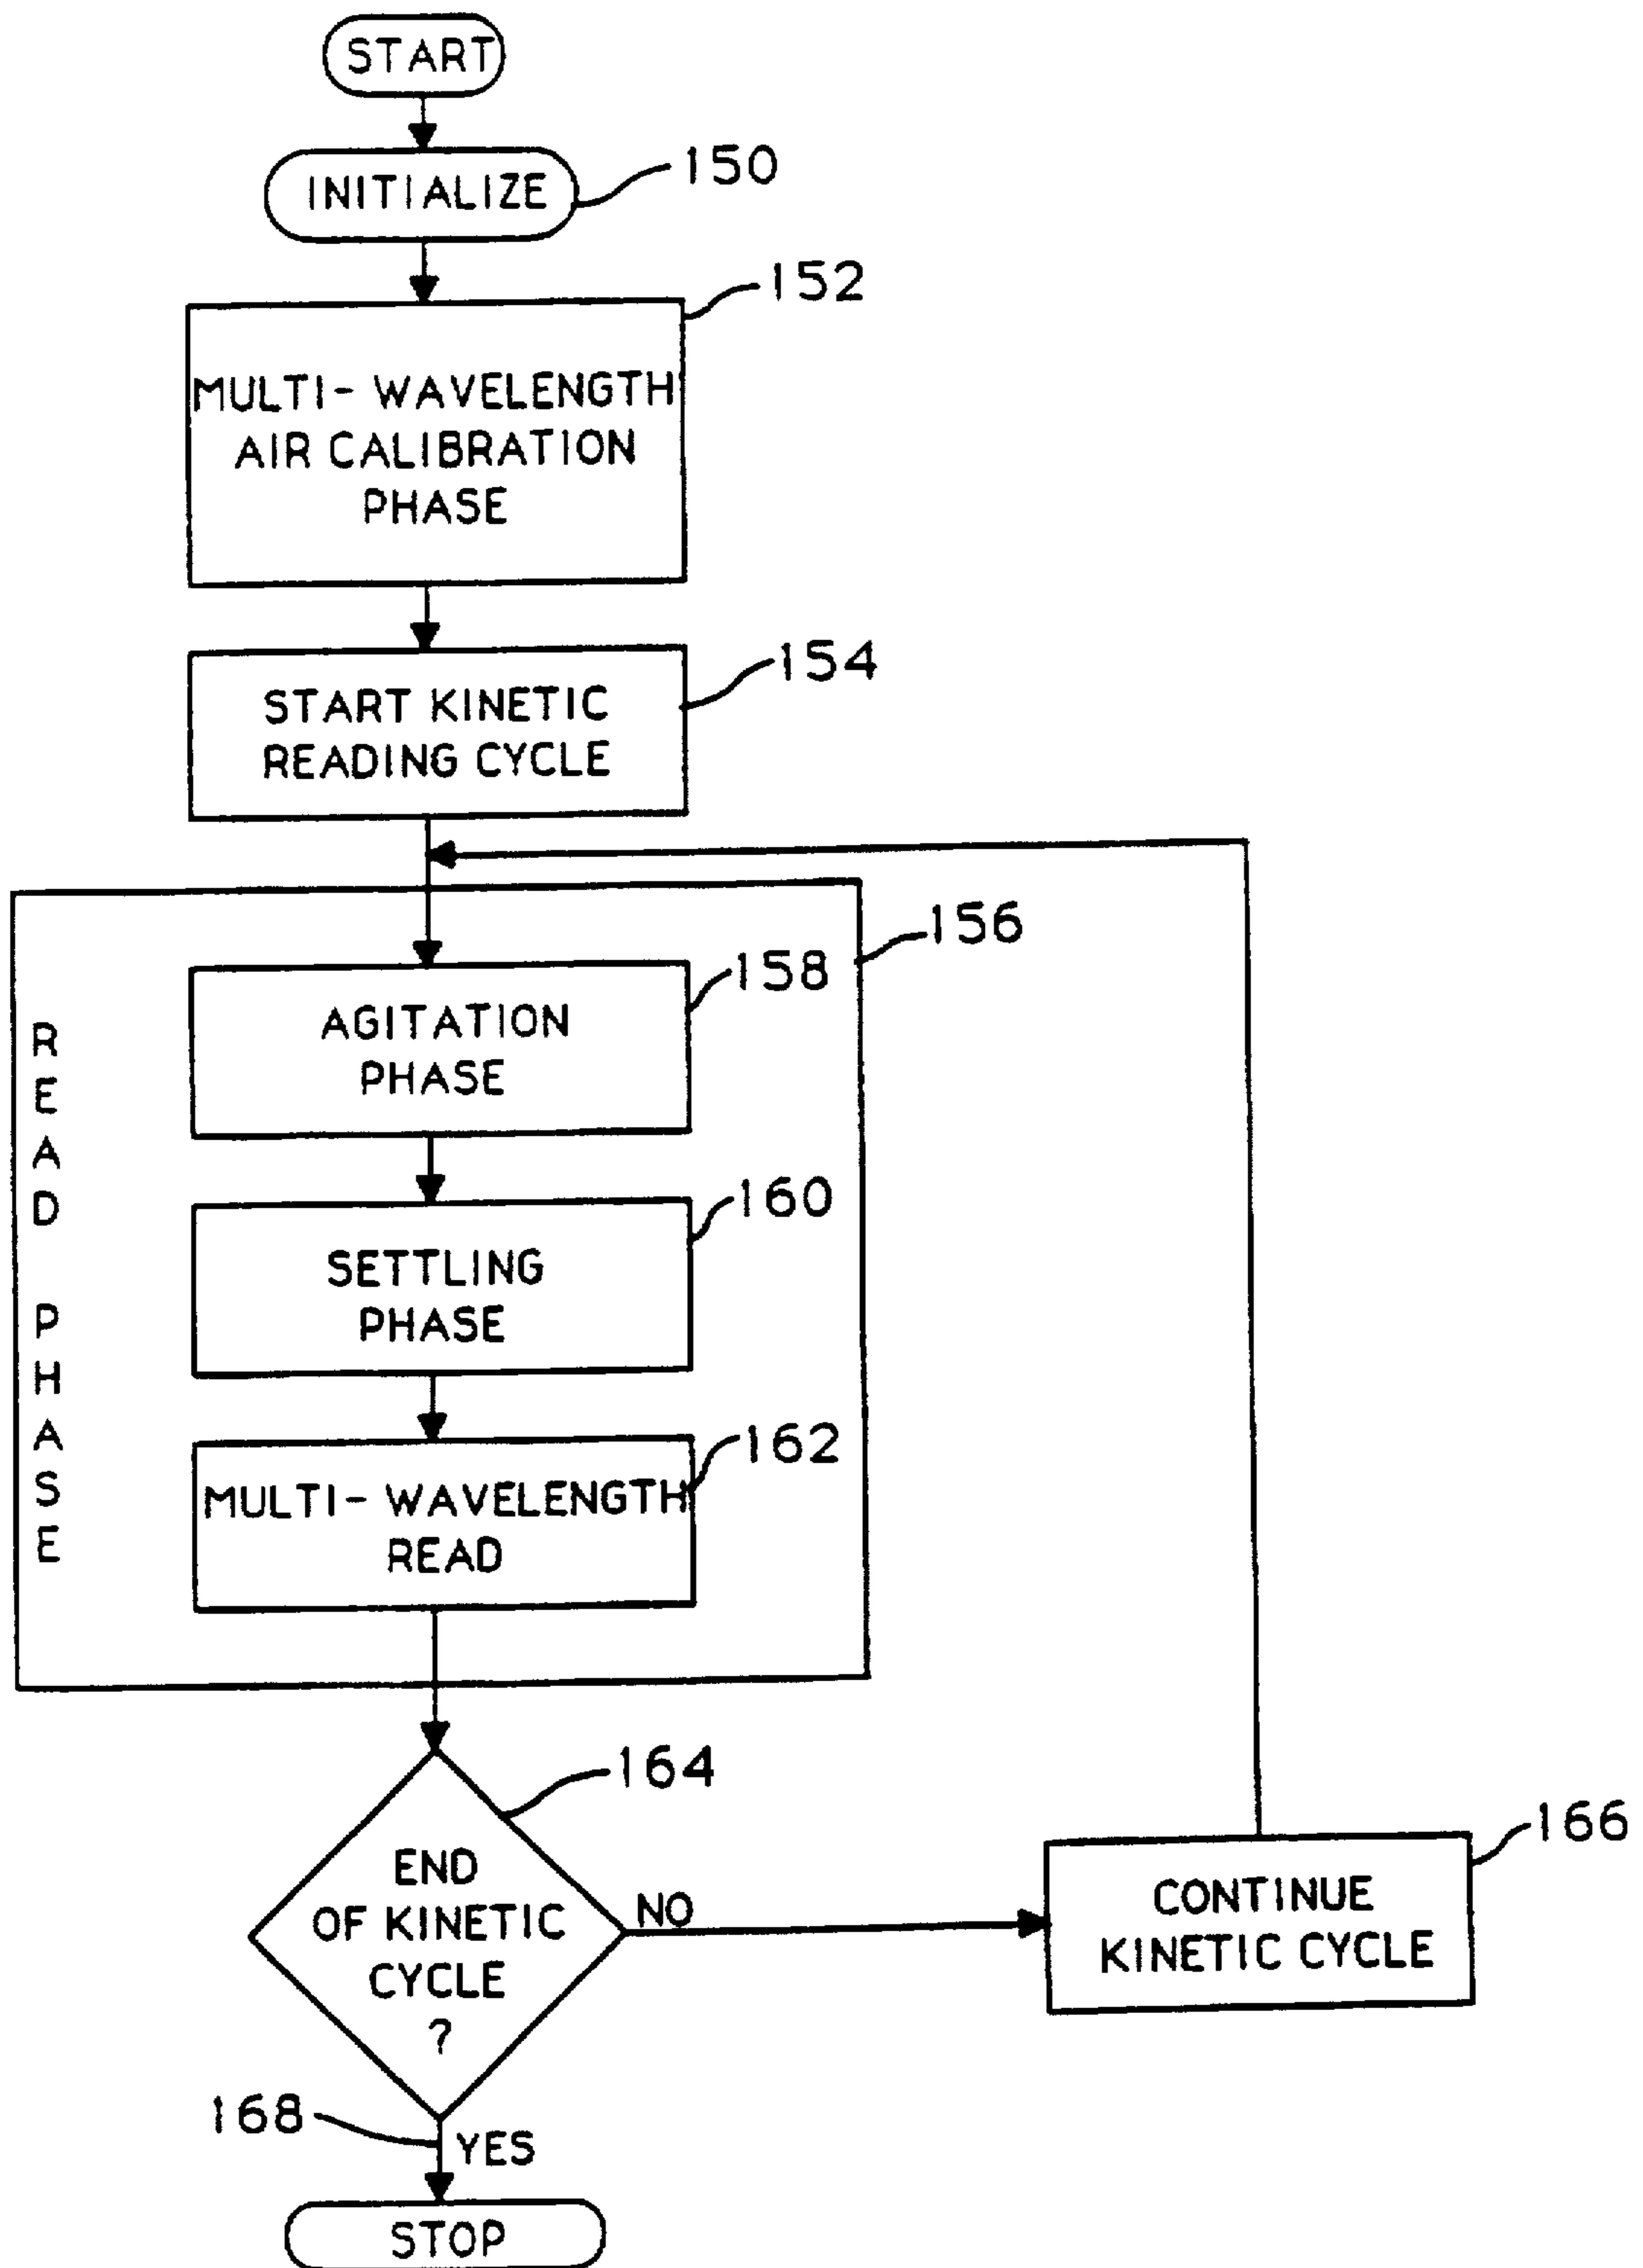 START
INITIALIZE
150
152
MULTI- WAVELENGTH
AIR CALIBRATION
PHASE
154
START KINETIC
READING CYCLE
156
READ PHASE
158
AGITATION
PHASE
160
SETTLING
PHASE
162
MULTI- WAVELENGTH
READ
164
END
OF KINETIC
CYCLE
?
NO
166
CONTINUE
KINETIC CYCLE
168
YES
STOP